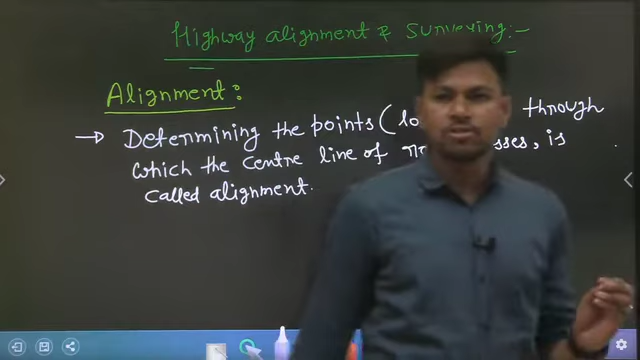 Highway alignment & surveying:-
Alignment:
→ Determining the points ( through
which the centre line of is
called alignment.